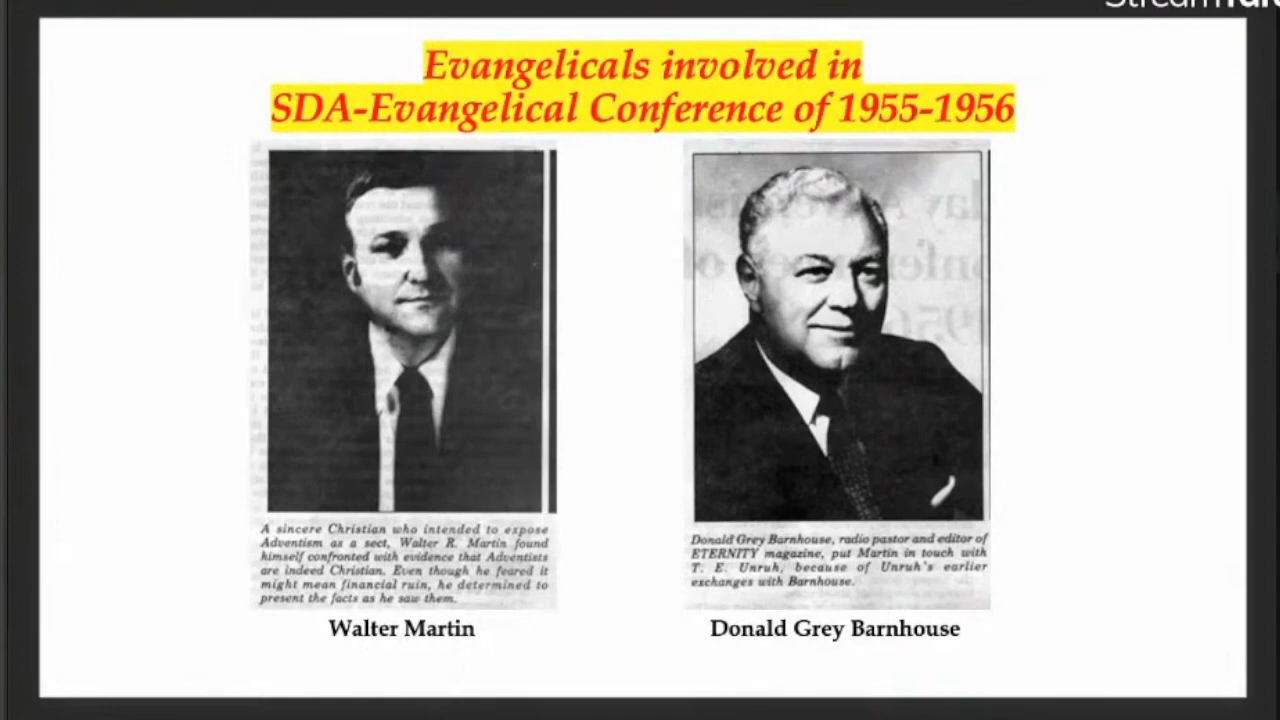 Evangelicals involved in
SDA-Evangelical Conference of 1955-1956
A sincere Christian who intended to expose
Adventism as a sect, Walter R. Martin found
himself confronted with evidence that Adventists
are indeed Christian. Even though he feared it
might mean financial ruin, he determined to
present the facts as he saw them.
Walter Martin
Donald Grey Barnhouse, radio pastor and editor of
ETERNITY magazine, put Martin in touch with
T. E. Unruh, because of Unruh's earlier
exchanges with Barnhouse.
Donald Grey Barnhouse